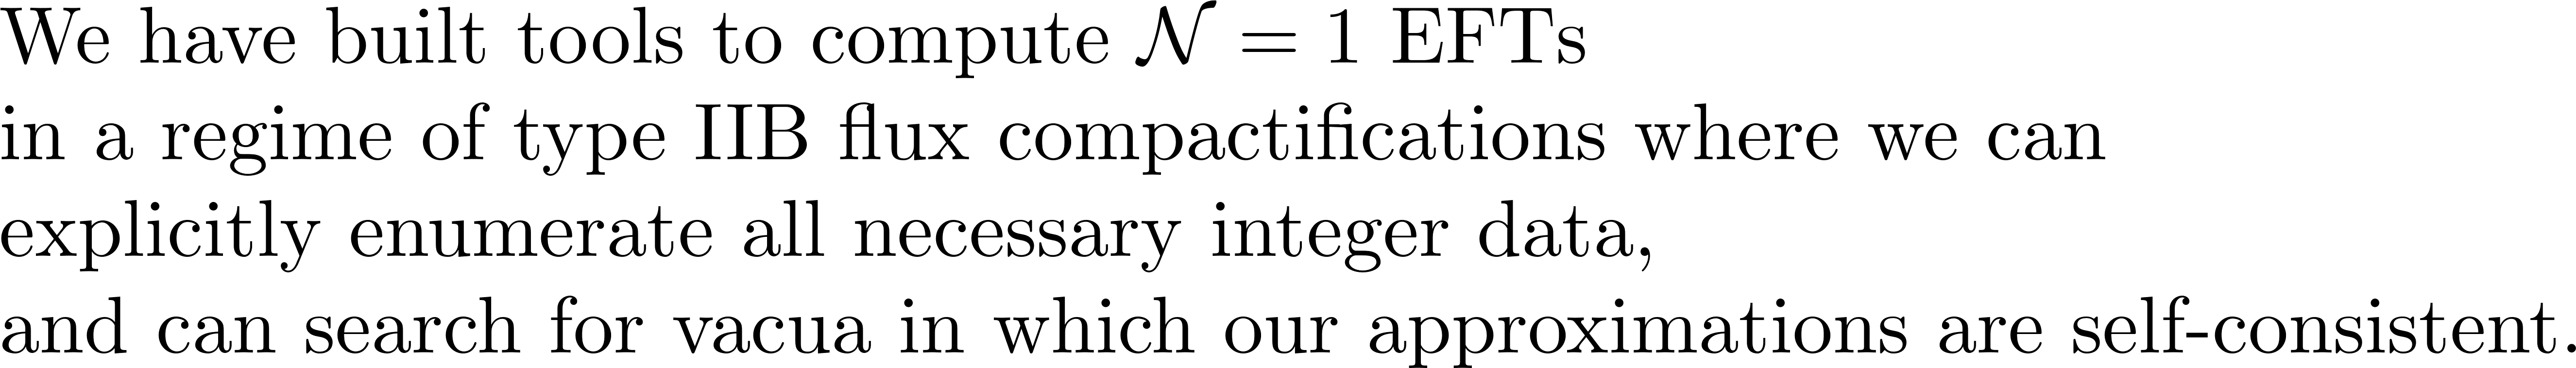 We have built tools to compute 𝒩 = 1 EFTs
in a regime of type IIB flux compactifications where we can
explicitly enumerate all necessary integer data,
and can search for vacua in which our approximations are self-consistent.